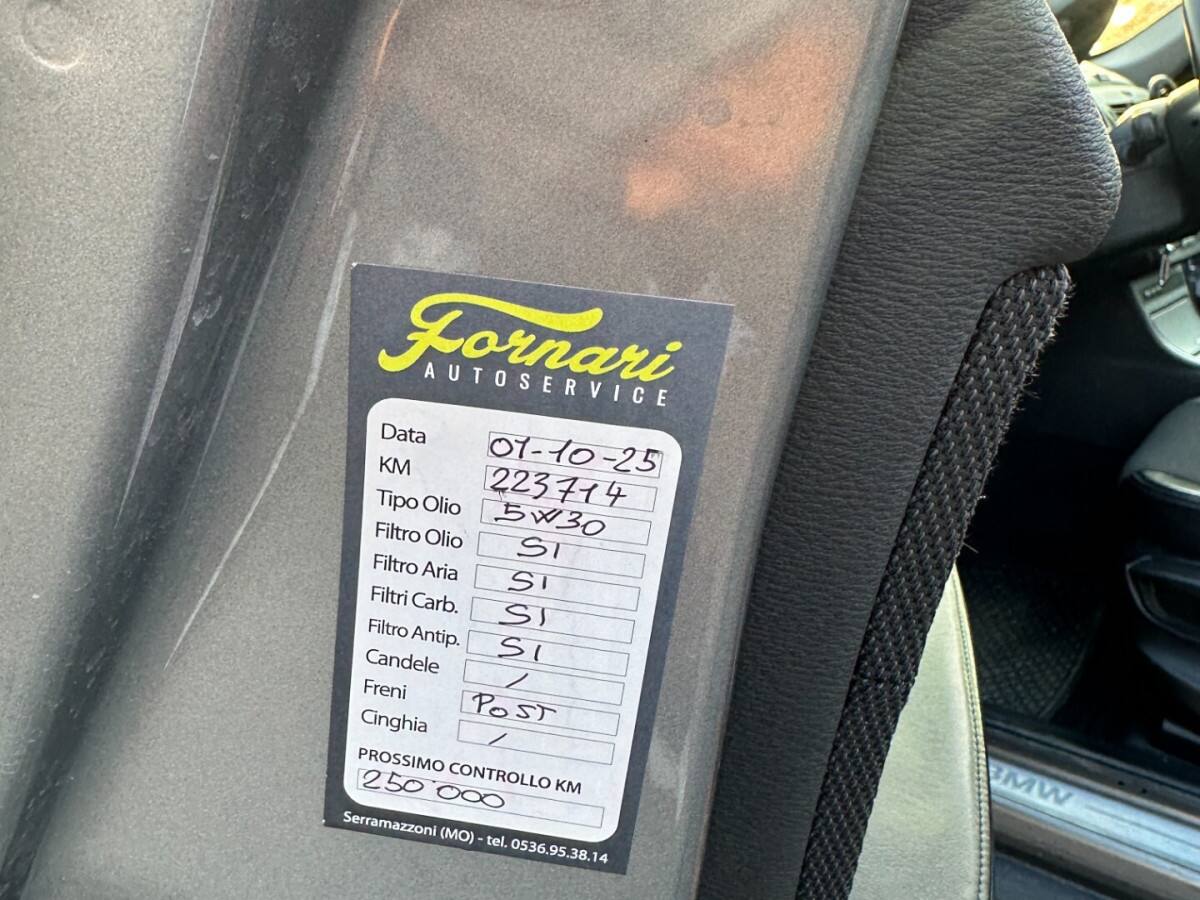 Fornari
AUTOSERVICE
Data 01-10-25
KM 223714
Tipo Olio 5W30
Filtro Olio SI
Filtro Aria SI
Filtri Carb. SI
Filtro Antip. SI
Candele /
Freni POST
Cinghia /
PROSSIMO CONTROLLO KM
250 000
Serramazzoni (MO) - tel. 0536.95.38.14
BMW